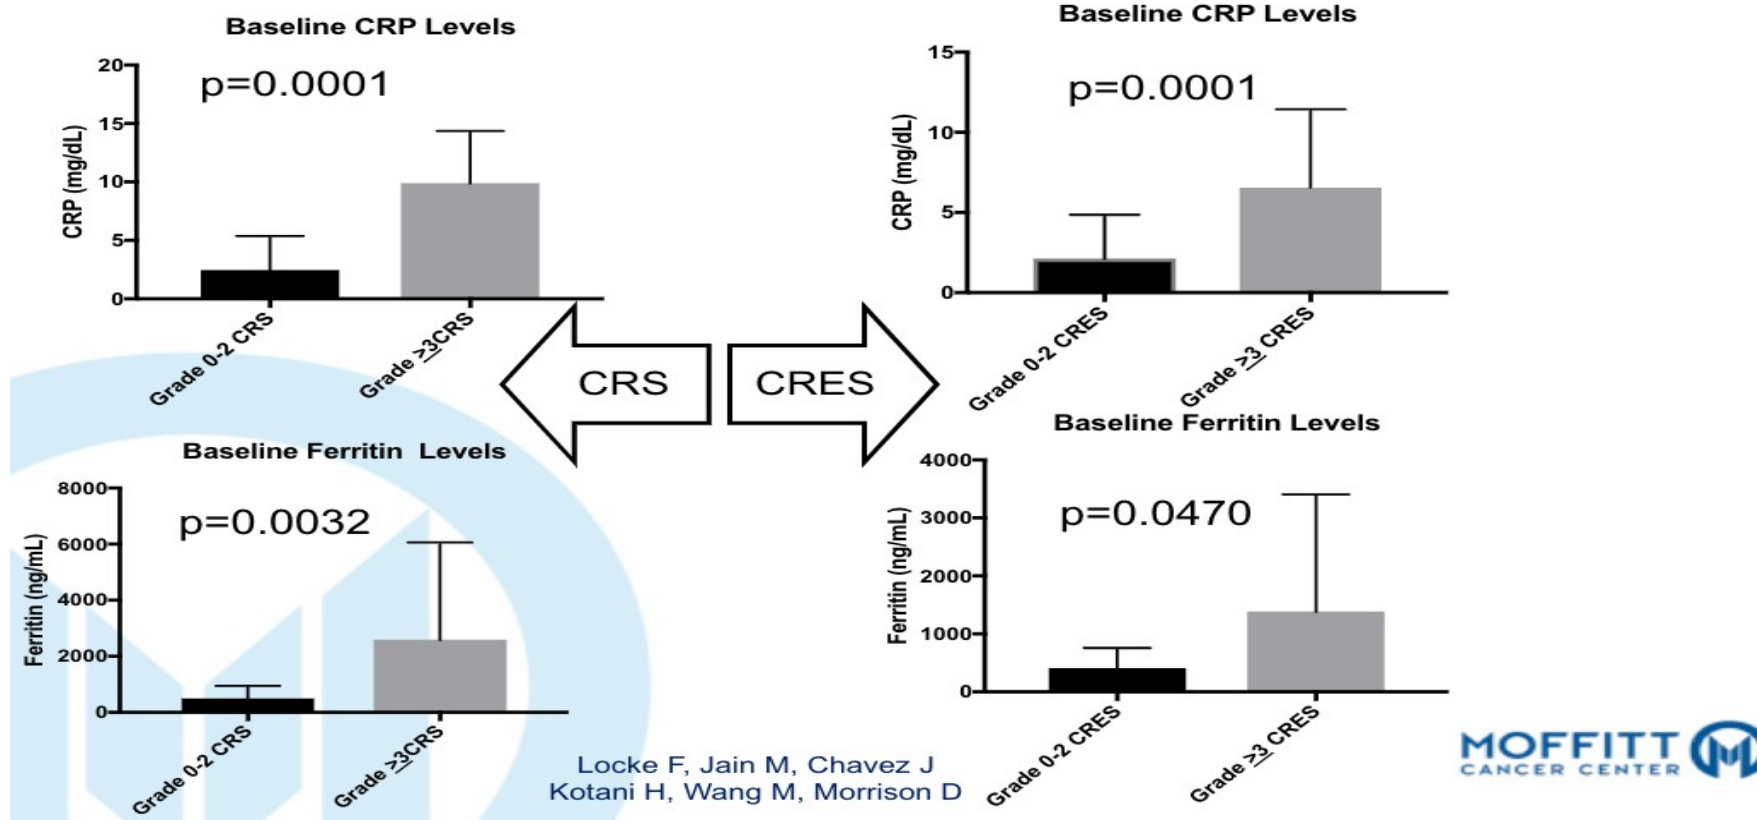 Baseline CRP Levels
p=0.0001
CRP (mg/dL)
20
15
10
5
0
Grade 0-2 CRS
Grade >3CRS
Baseline CRP Levels
p=0.0001
CRP (mg/dL)
15
10
5
0
Grade 0-2 CRES
Grade >3 CRES
CRS
CRES
Baseline Ferritin Levels
p=0.0032
Ferritin (ng/mL)
8000
6000
4000
2000
0
Grade 0-2 CRS
Grade >3CRS
Baseline Ferritin Levels
p=0.0470
Ferritin (ng/mL)
4000
3000
2000
1000
0
Grade 0-2 CRES
Grade >3 CRES
Locke F, Jain M, Chavez J
Kotani H, Wang M, Morrison D
MOFFITT
CANCER CENTER